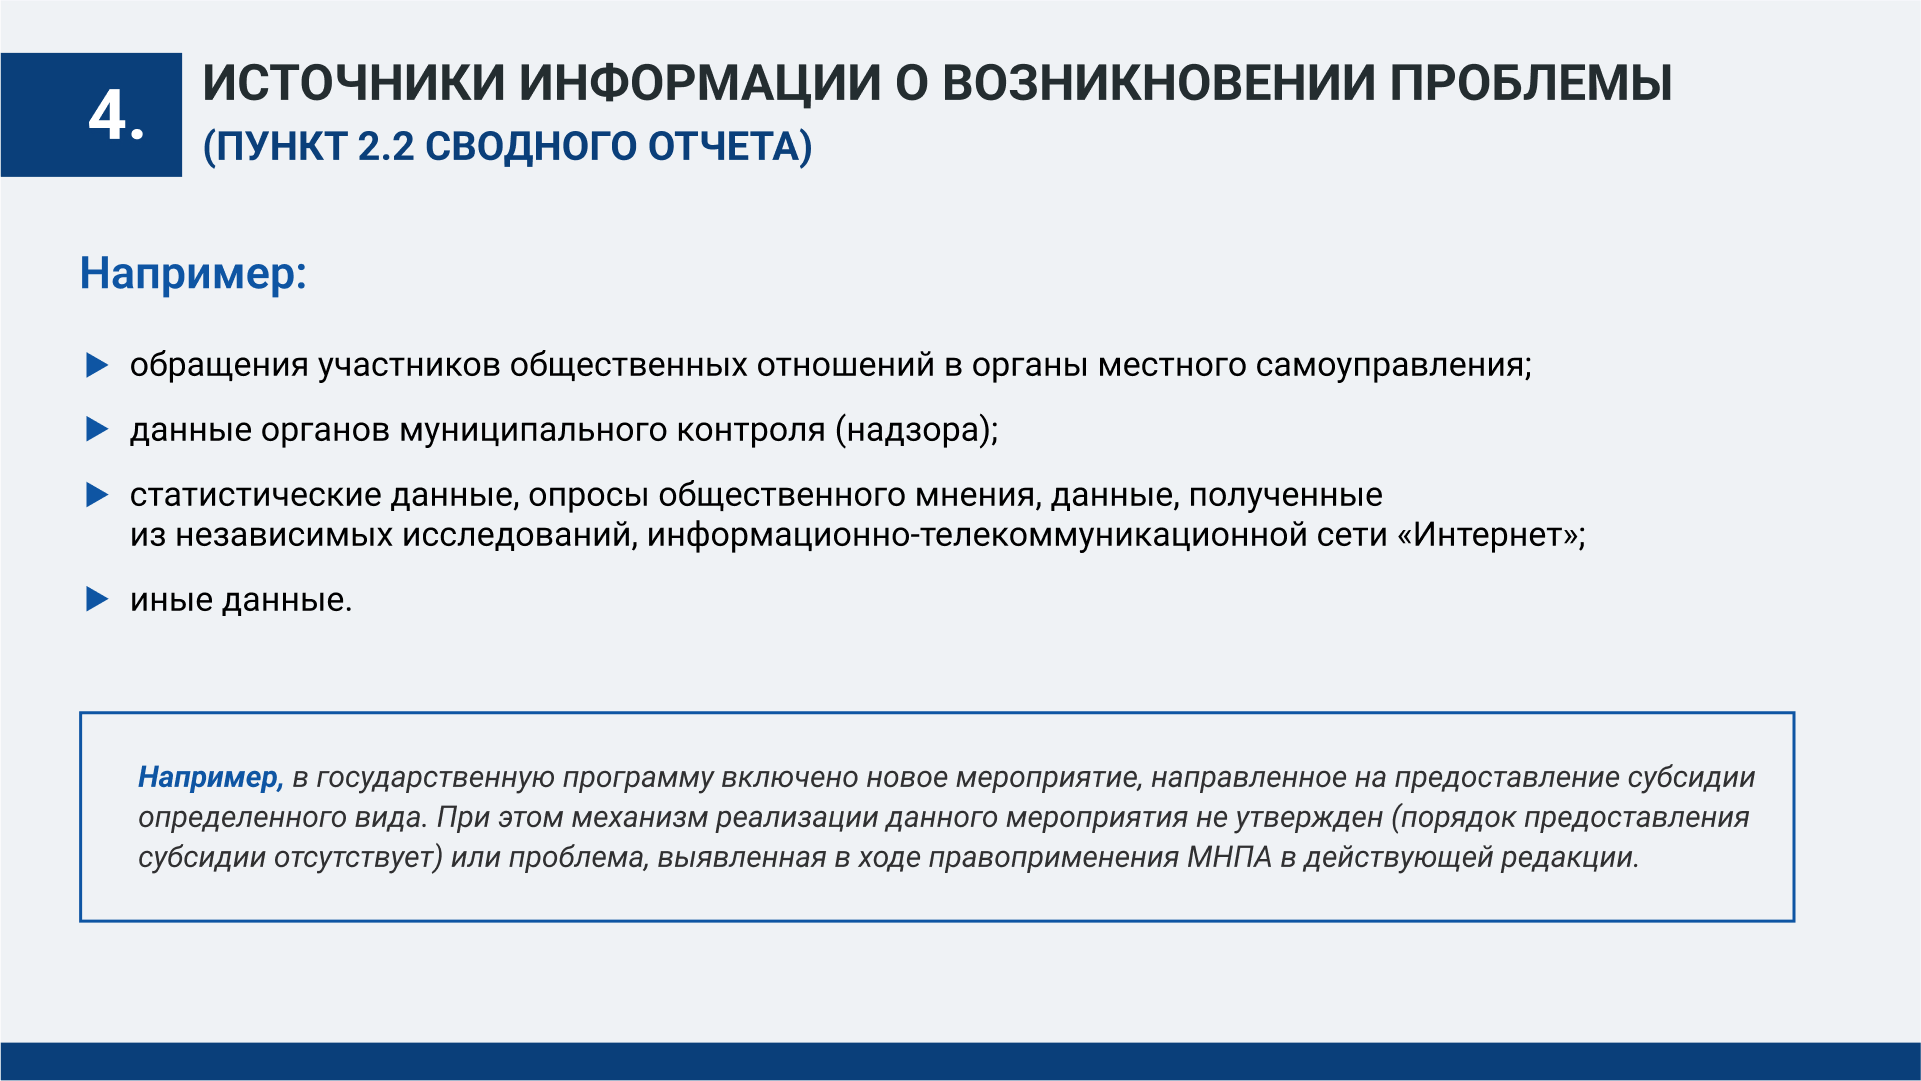 4.
ИСТОЧНИКИ ИНФОРМАЦИИ О ВОЗНИКНОВЕНИИ ПРОБЛЕМЫ
(ПУНКТ 2.2 СВОДНОГО ОТЧЕТА)
Например:
обращения участников общественных отношений в органы местного самоуправления;
данные органов муниципального контроля (надзора);
статистические данные, опросы общественного мнения, данные, полученные
из независимых исследований, информационно-телекоммуникационной сети «Интернет»;
иные данные.
Например, в государственную программу включено новое мероприятие, направленное на предоставление субсидии
определенного вида. При этом механизм реализации данного мероприятия не утвержден (порядок предоставления
субсидии отсутствует) или проблема, выявленная в ходе правоприменения МНПА в действующей редакции.